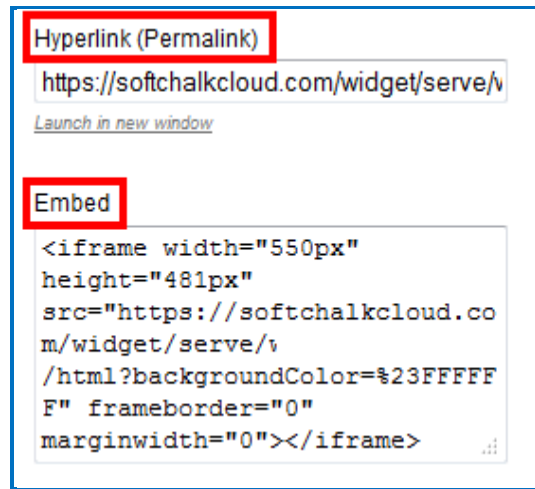 Hyperlink (Permalink)
https://softchalkcloud.com/widget/serve/
Launch in new window
Embed
<iframe width="550px"
height="481px"
src="https://softchalkcloud.co
m/widget/serve/
/html?backgroundColor=%23FFFFF
F" frameborder="0"
marginwidth="0"></iframe>